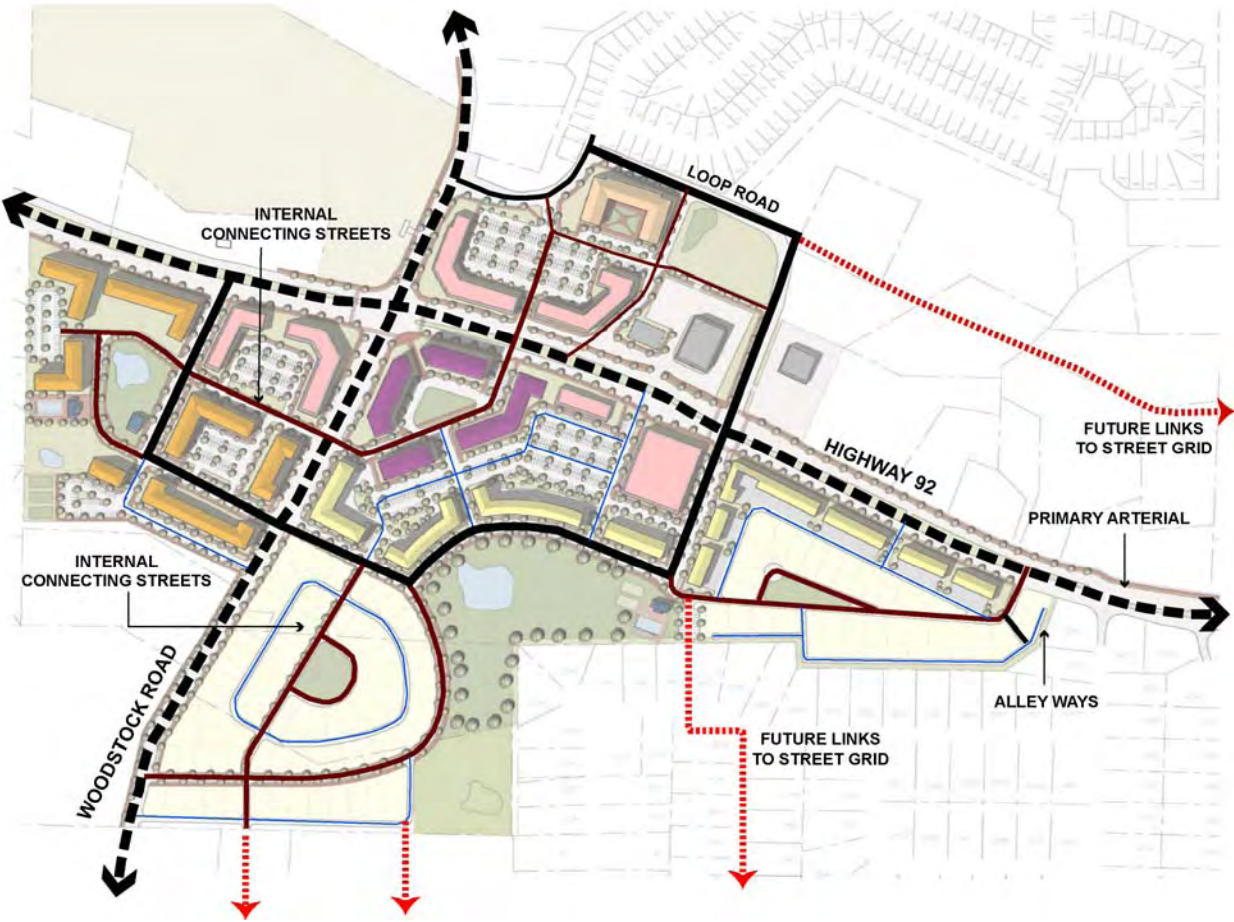 LOOP ROAD
INTERNAL
CONNECTING STREETS
FUTURE LINKS
TO STREET GRID
HIGHWAY 92
PRIMARY ARTERIAL
INTERNAL
CONNECTING STREETS
ALLEY WAYS
WOODSTOCK ROAD
FUTURE LINKS
TO STREET GRID